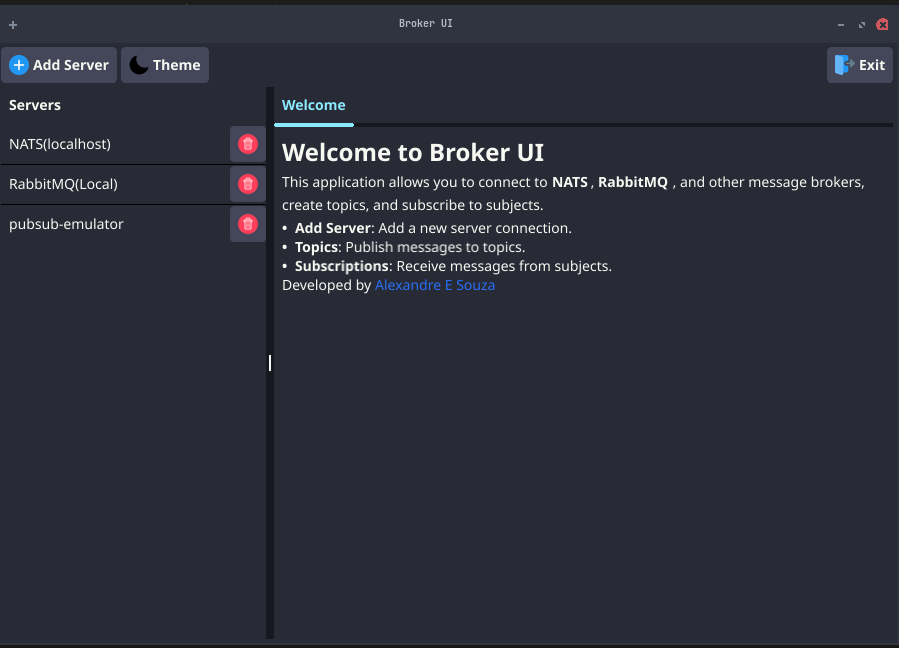 Broker UI
Add Server
Theme
Exit
Servers
NATS(localhost)
RabbitMQ(Local)
pubsub-emulator
Welcome
Welcome to Broker UI
This application allows you to connect to NATS , RabbitMQ , and other message brokers,
create topics, and subscribe to subjects.
• Add Server: Add a new server connection.
• Topics: Publish messages to topics.
• Subscriptions: Receive messages from subjects.
Developed by Alexandre E Souza